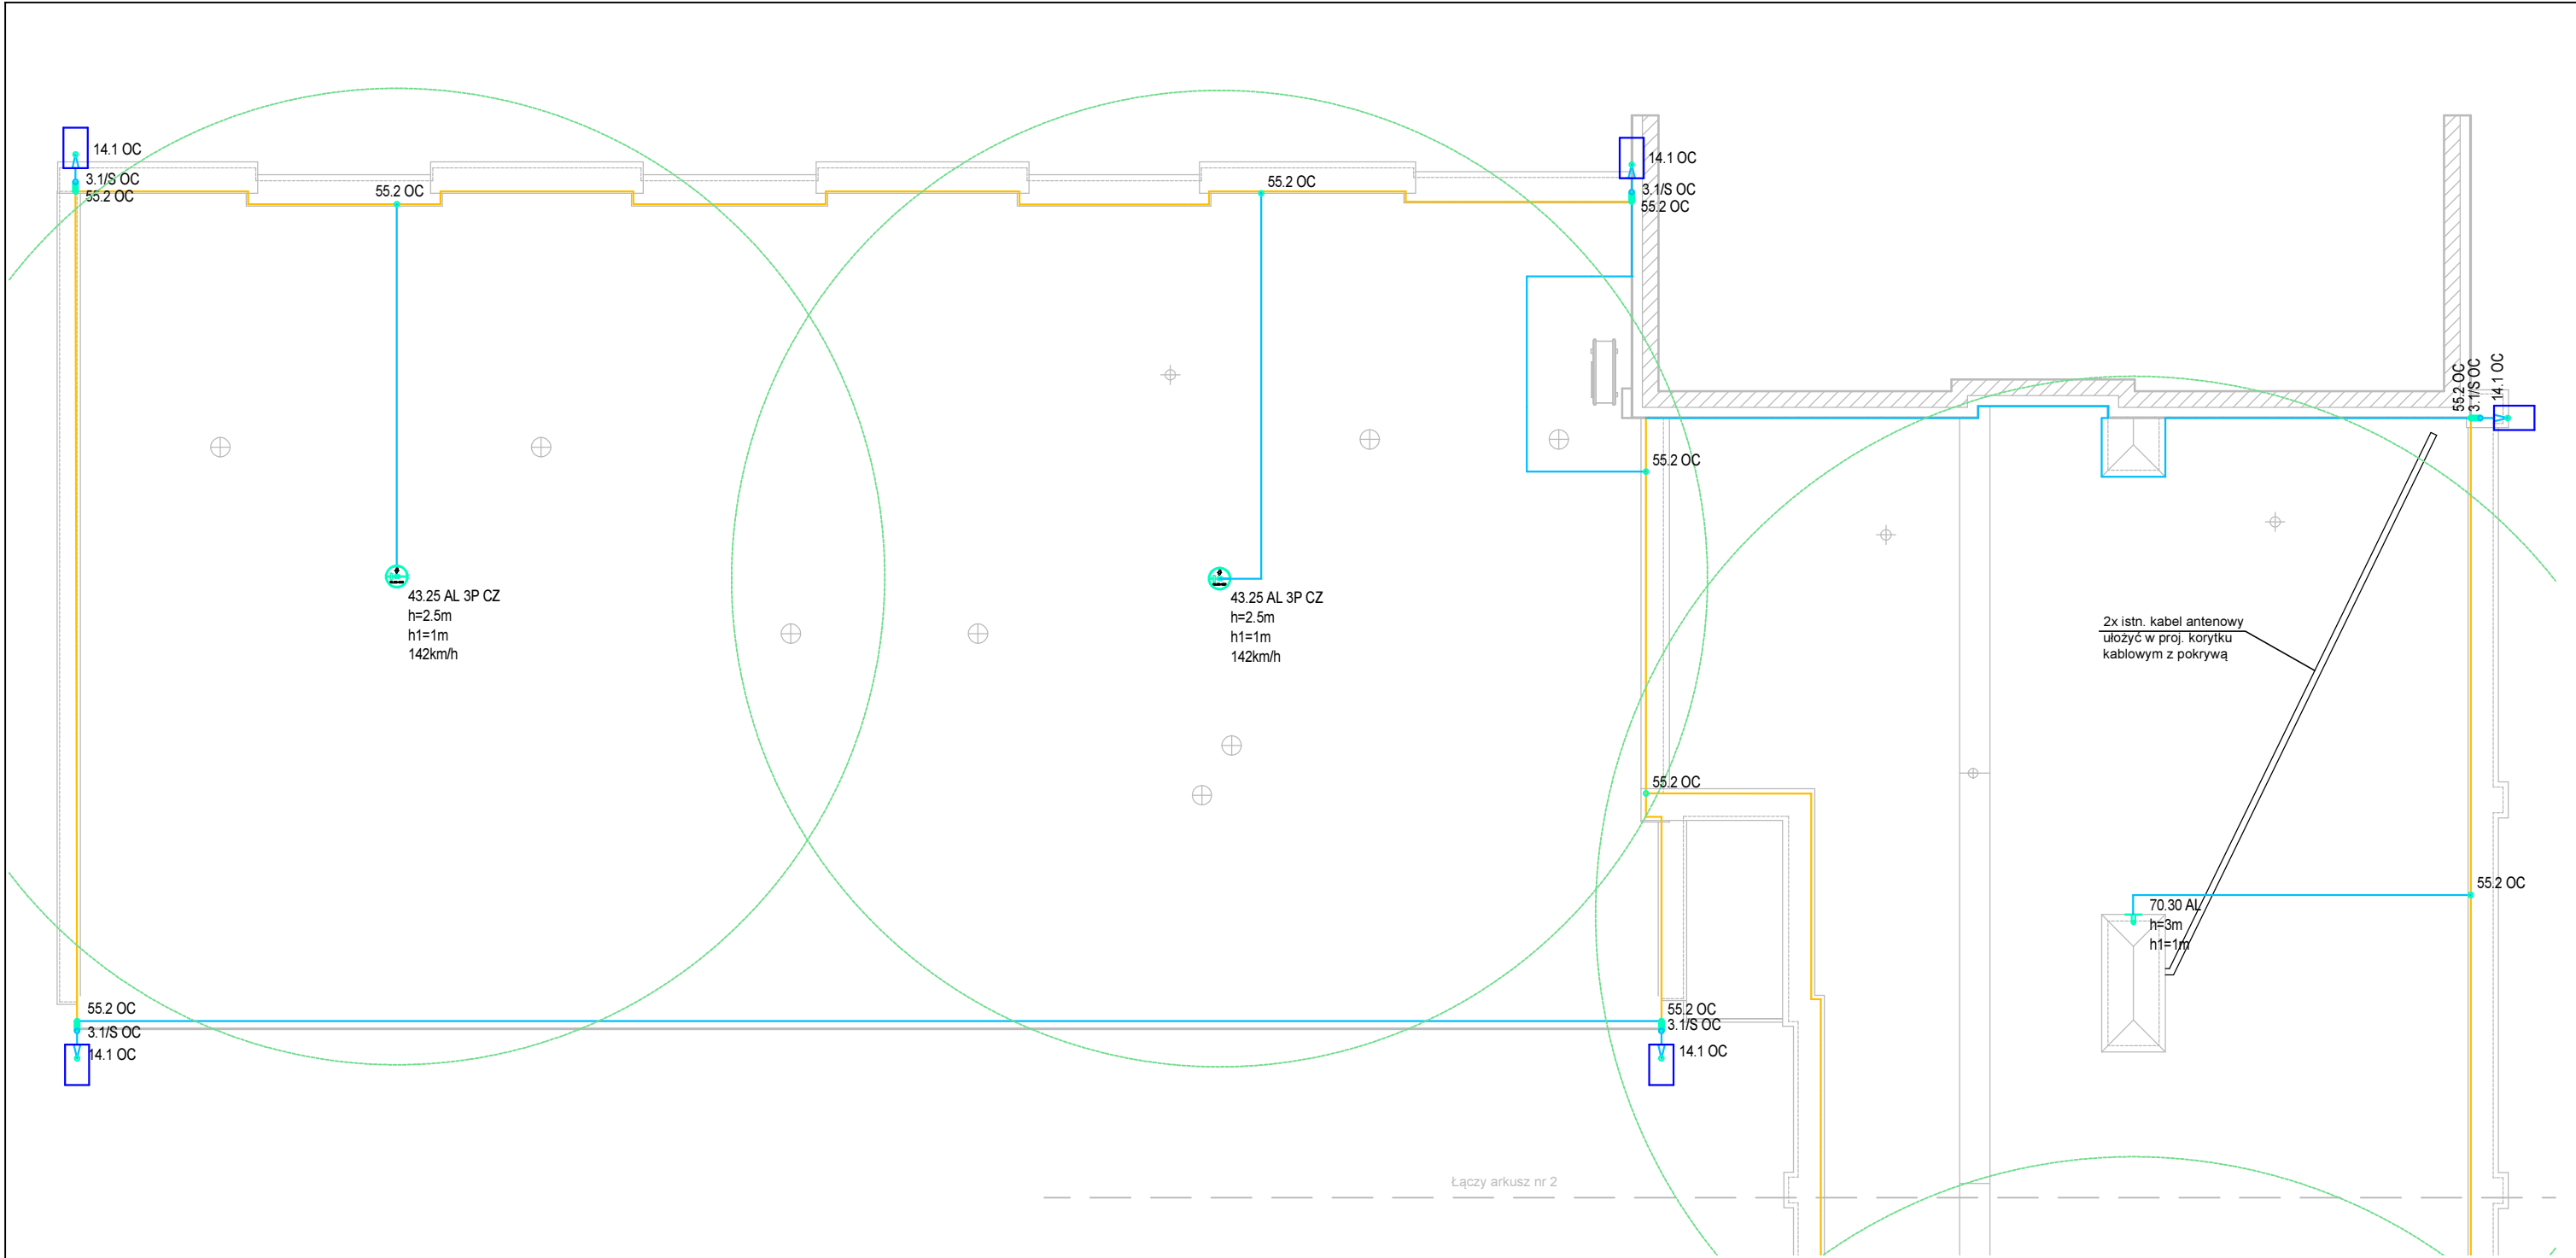 14.1 OC
3.1/S OC
55.2 OC
55.2 OC
55.2 OC
14.1 OC
3.1/S OC
55.2 OC
55.2 OC
3.1/S OC
14.1 OC
55.2 OC
43.25 AL 3P CZ
h=2.5m
h1=1m
142km/h
43.25 AL 3P CZ
h=2.5m
h1=1m
142km/h
2x istn. kabel antenowy
ułożyć w proj. korytku
kablowym z pokrywą
55.2 OC
55.2 OC
70.30 AL
h=3m
h1=1m
55.2 OC
3.1/S OC
14.1 OC
55.2 OC
3.1/S OC
14.1 OC
Łączy arkusz nr 2